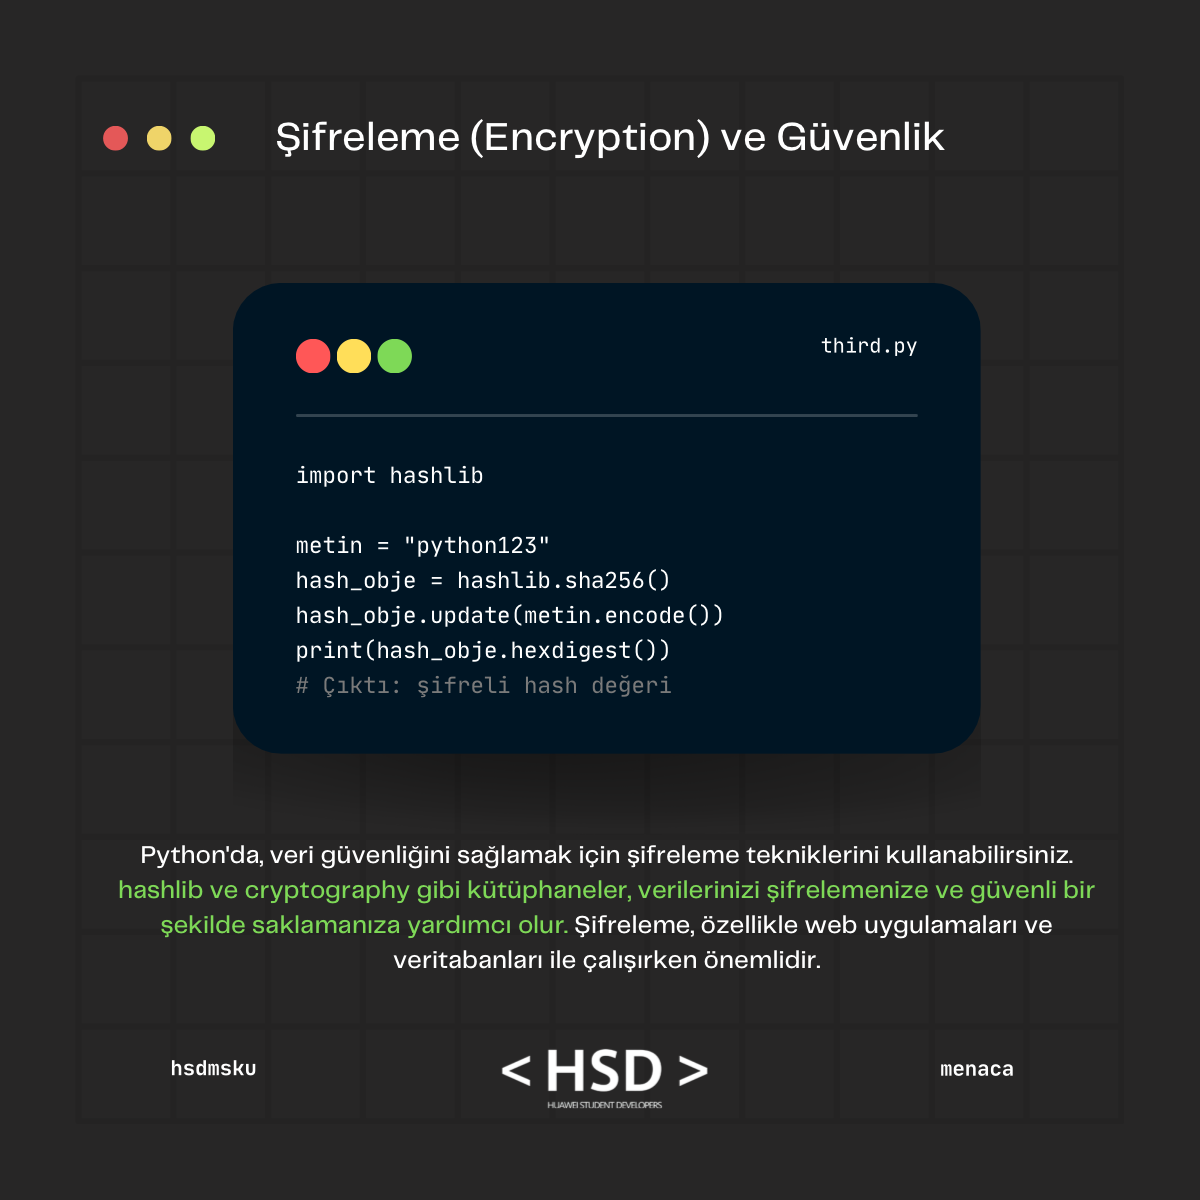 Şifreleme (Encryption) ve Güvenlik
third.py
import hashlib
metin = "python123"
hash_obje = hashlib.sha256()
hash_obje.update(metin.encode())
print(hash_obje.hexdigest())
# Çıktı: şifreli hash değeri
Python'da, veri güvenliğini sağlamak için şifreleme tekniklerini kullanabilirsiniz.
hashlib ve cryptography gibi kütüphaneler, verilerinizi şifrelemenize ve güvenli bir
şekilde saklamanıza yardımcı olur. Şifreleme, özellikle web uygulamaları ve
veritabanları ile çalışırken önemlidir.
hsdmsku
< HSD >
HUAWEI STUDENT DEVELOPERS
menaca